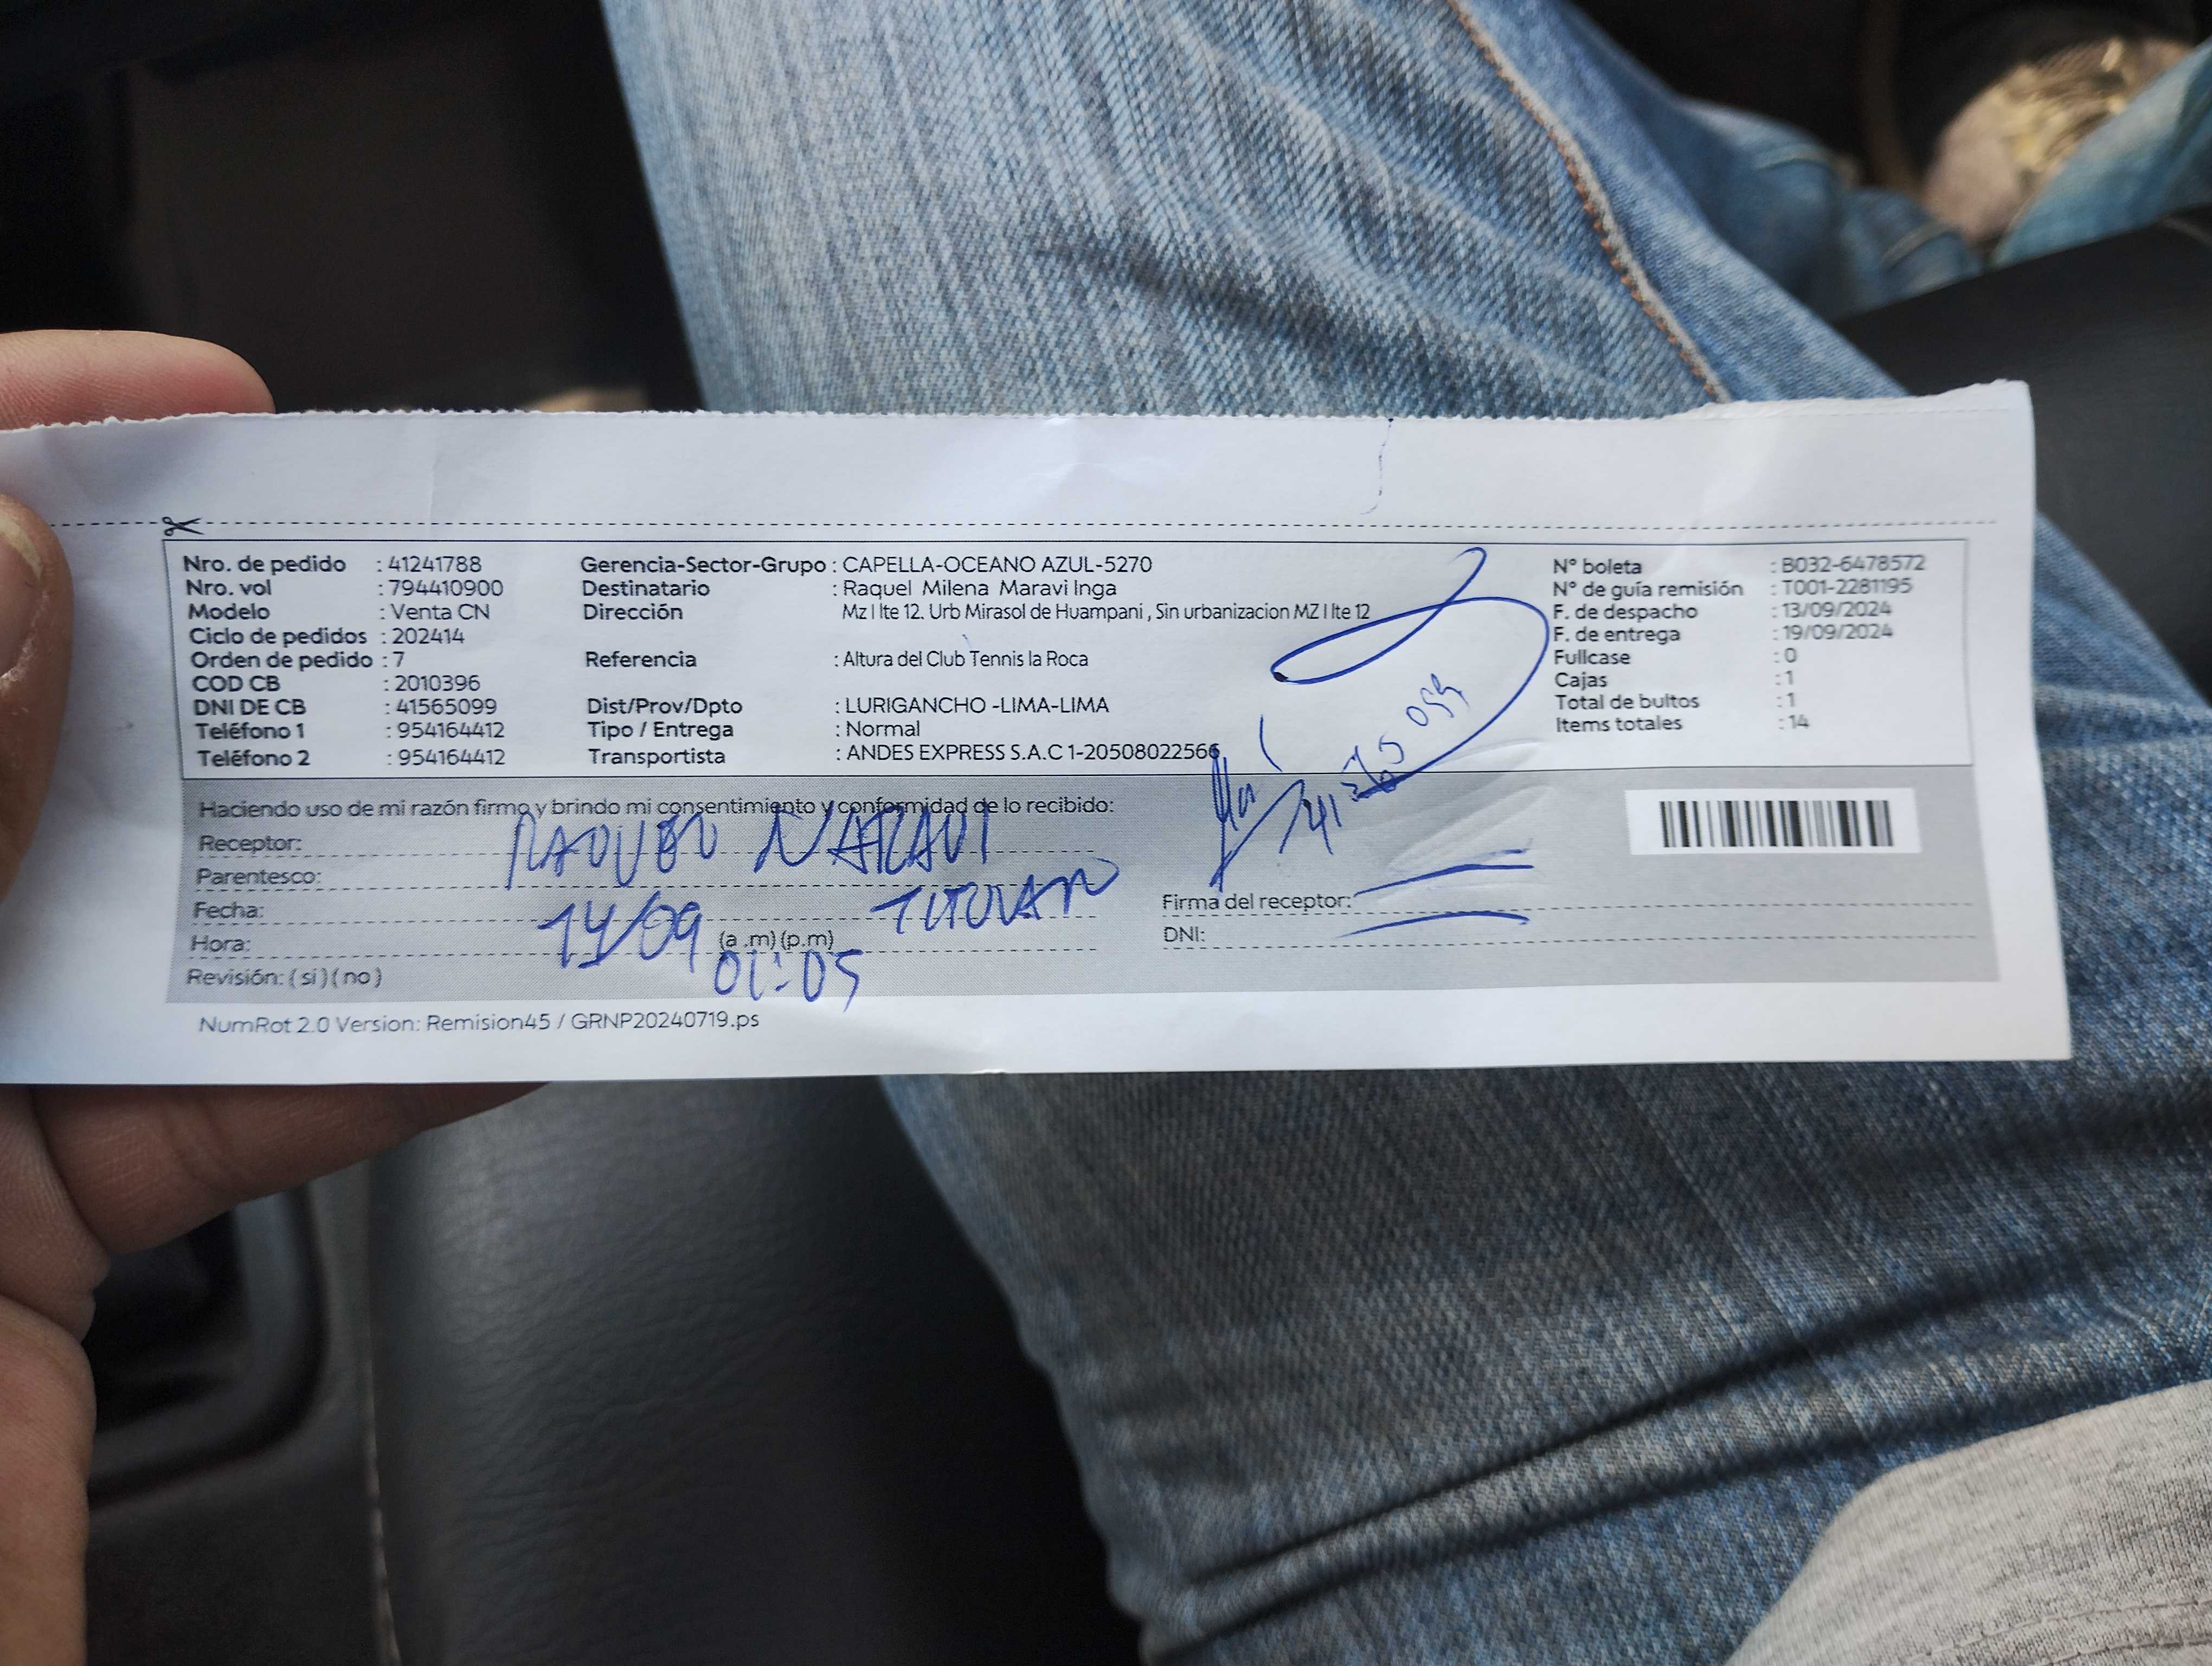 Nro. de pedido : 41241788
Nro. vol : 794410900
Modelo : Venta CN
Ciclo de pedidos : 202414
Orden de pedido : 7
COD CB : 2010396
DNI DE CB : 41565099
Teléfono 1 : 954164412
Teléfono 2 : 954164412
Gerencia-Sector-Grupo : CAPELLA-OCEANO AZUL-5270
Destinatario : Raquel Milena Maravi Inga
Dirección Mz I lte 12. Urb Mirasol de Huampani , Sin urbanizacion MZ I lte 12
Referencia : Altura del Club Tennis la Roca
Dist/Prov/Dpto : LURIGANCHO -LIMA-LIMA
Tipo / Entrega : Normal
Transportista : ANDES EXPRESS S.A.C 1-20508022566
N° boleta : B032-6478572
N° de guía remisión : T001-2281195
F. de despacho : 13/09/2024
F. de entrega : 19/09/2024
Fullcase : 0
Cajas : 1
Total de bultos : 1
Items totales : 14
Haciendo uso de mi razón firmo y brindo mi consentimiento y conformidad de lo recibido:
Receptor: RAQUEL MARAVI
Parentesco: TITULAR
Fecha: 19/09
Hora: (a .m) (p.m) 01:05
Revisión: ( si ) ( no )
41565099
Firma del receptor:
DNI:
NumRot 2.0 Version: Remision45 / GRNP20240719.ps